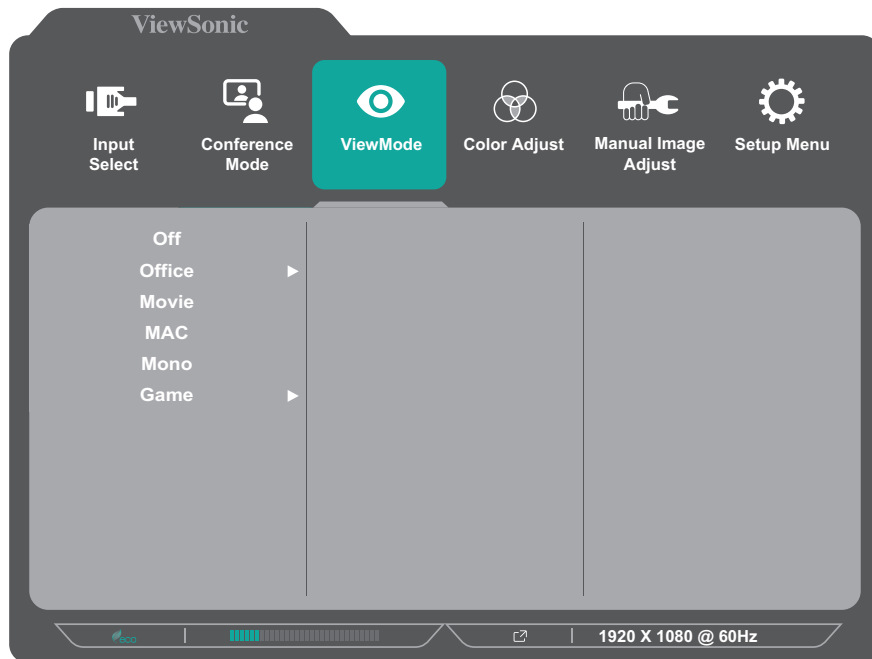 ViewSonic
Input
Select
Conference
Mode
ViewMode
Color Adjust
Manual Image
Adjust
Setup Menu
Off
Office
Movie
MAC
Mono
Game
eco
1920 X 1080 @ 60Hz